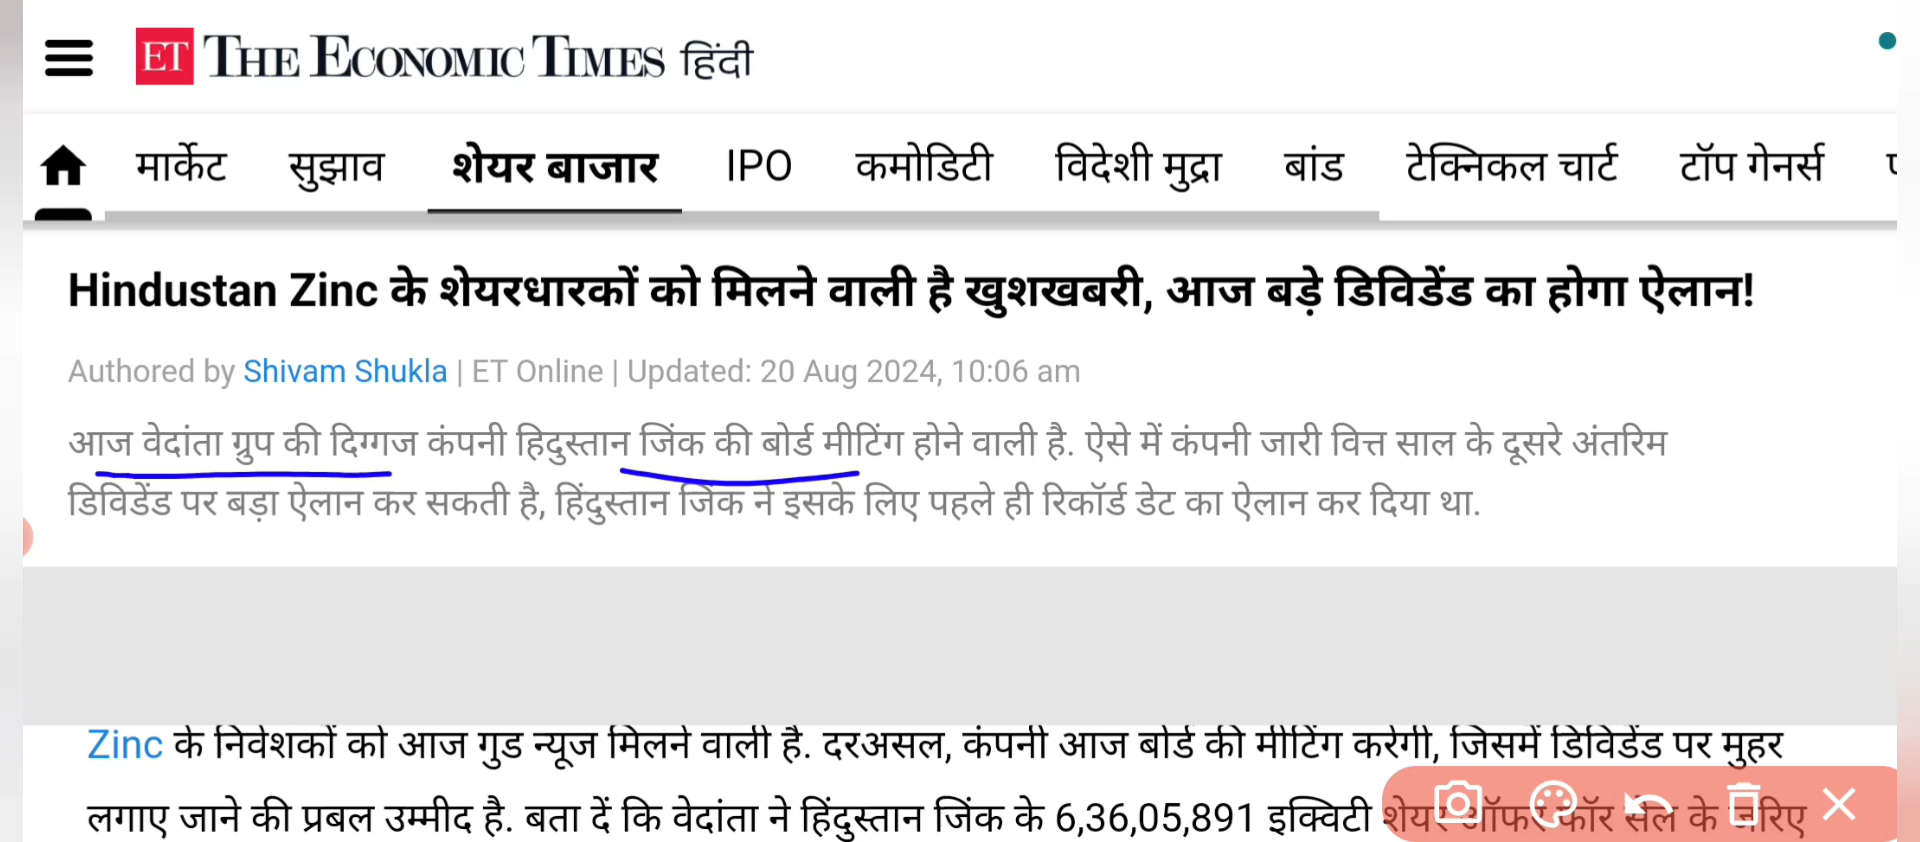 ET THE ECONOMIC TIMES हिंदी
मार्केट सुझाव शेयर बाजार IPO कमोडिटी विदेशी मुद्रा बांड टेक्निकल चार्ट टॉप गेनर्स
Hindustan Zinc के शेयरधारकों को मिलने वाली है खुशखबरी, आज बड़े डिविडेंड का होगा ऐलान!
Authored by Shivam Shukla | ET Online | Updated: 20 Aug 2024, 10:06 am
आज वेदांता ग्रुप की दिग्गज कंपनी हिदुस्तान जिंक की बोर्ड मीटिंग होने वाली है. ऐसे में कंपनी जारी वित्त साल के दूसरे अंतरिम
डिविडेंड पर बड़ा ऐलान कर सकती है, हिंदुस्तान जिंक ने इसके लिए पहले ही रिकॉर्ड डेट का ऐलान कर दिया था.
Zinc के निवेशकों को आज गुड न्यूज मिलने वाली है. दरअसल, कंपनी आज बोर्ड की मीटिंग करेगी, जिसमें डिविडेंड पर मुहर
लगाए जाने की प्रबल उम्मीद है. बता दें कि वेदांता ने हिंदुस्तान जिंक के 6,36,05,891 इक्विटी शेयर ऑफर फॉर सेल के जरिए